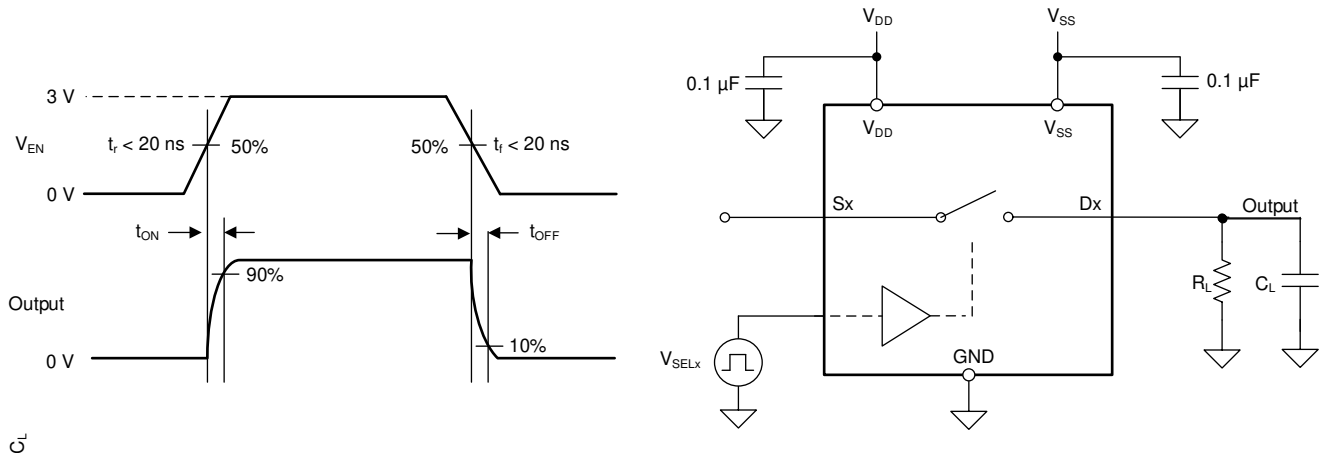 3 V
V_EN
t_r < 20 ns
50%
50%
t_f < 20 ns
0 V
t_ON
t_OFF
90%
Output
10%
0 V
C_L
V_DD
V_SS
0.1 µF
0.1 µF
V_DD
V_SS
Sx
Dx
Output
R_L
C_L
V_SELx
GND